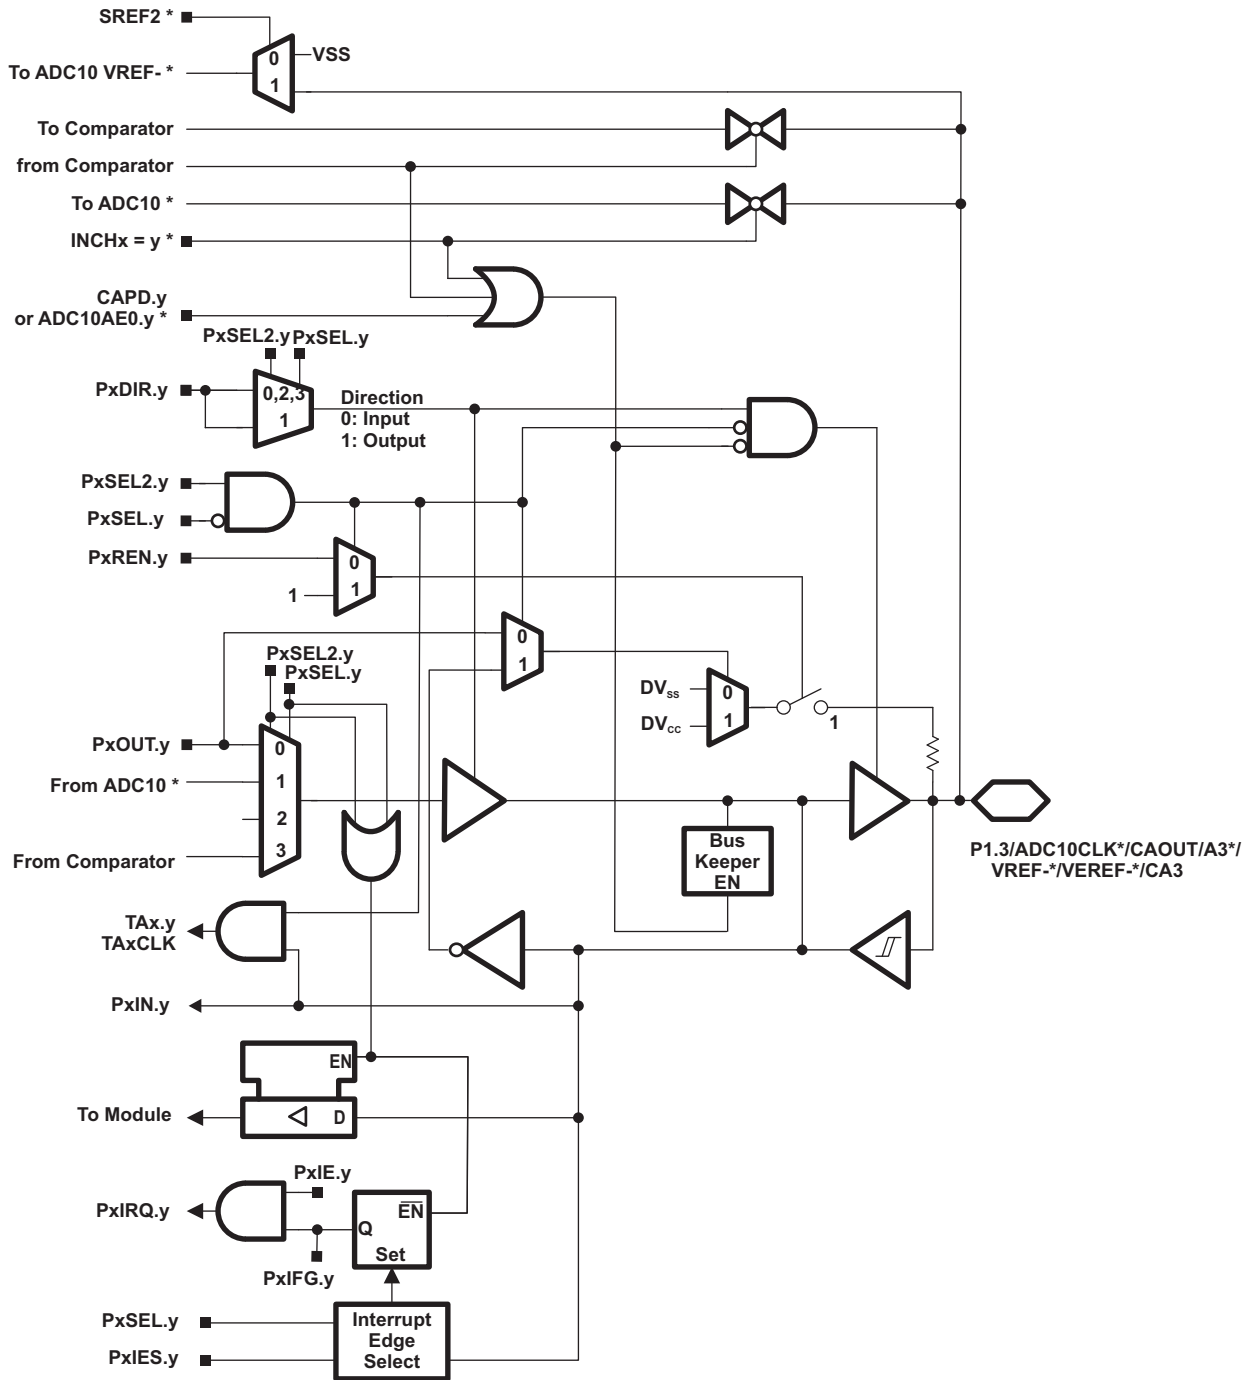 SREF2 *
VSS
0
To ADC10 VREF- *
1
To Comparator
from Comparator
To ADC10 *
INCHx = y *
CAPD.y
or ADC10AE0.y *
PxSEL2.y PxSEL.y
PxDIR.y
0,2,3
1
Direction
0: Input
1: Output
PxSEL2.y
PxSEL.y
PxREN.y
0
1
1
0
1
PxSEL2.y
PxSEL.y
DVSS
0
DVCC
1
1
PxOUT.y
0
From ADC10 *
1
2
3
From Comparator
Bus
Keeper
EN
P1.3/ADC10CLK*/CAOUT/A3*/
VREF-*/VEREF-*/CA3
TAx.y
TAxCLK
PxIN.y
EN
To Module
D
PxIE.y
PxIRQ.y
EN
Q
Set
PxIFG.y
PxSEL.y
PxIES.y
Interrupt
Edge
Select